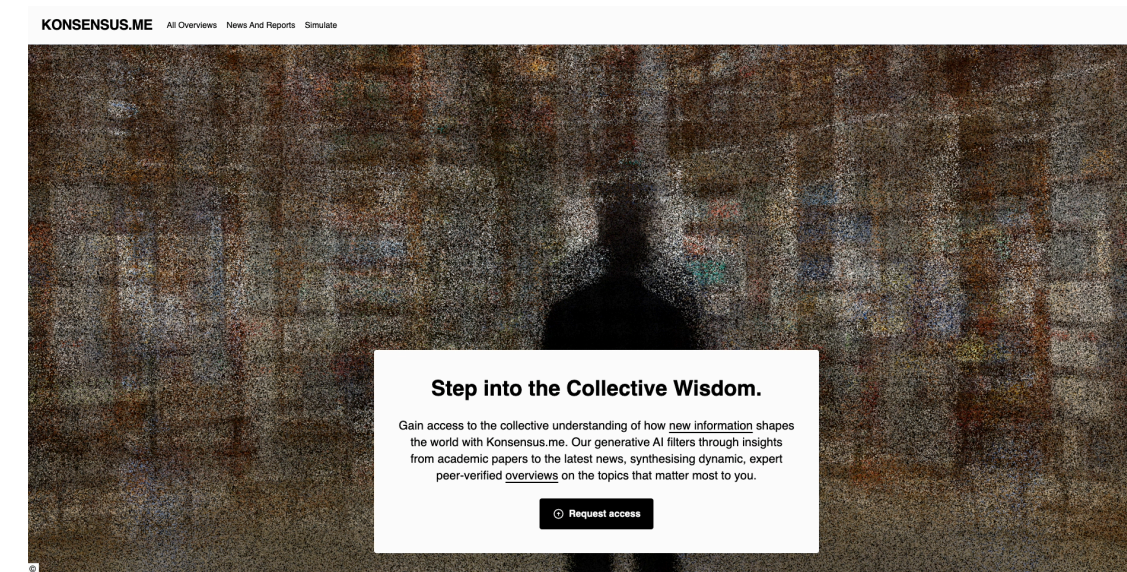 KONSENSUS.ME All Overviews News And Reports Simulate
Step into the Collective Wisdom.
Gain access to the collective understanding of how new information shapes
the world with Konsensus.me. Our generative AI filters through insights
from academic papers to the latest news, synthesising dynamic, expert
peer-verified overviews on the topics that matter most to you.
Request access
©